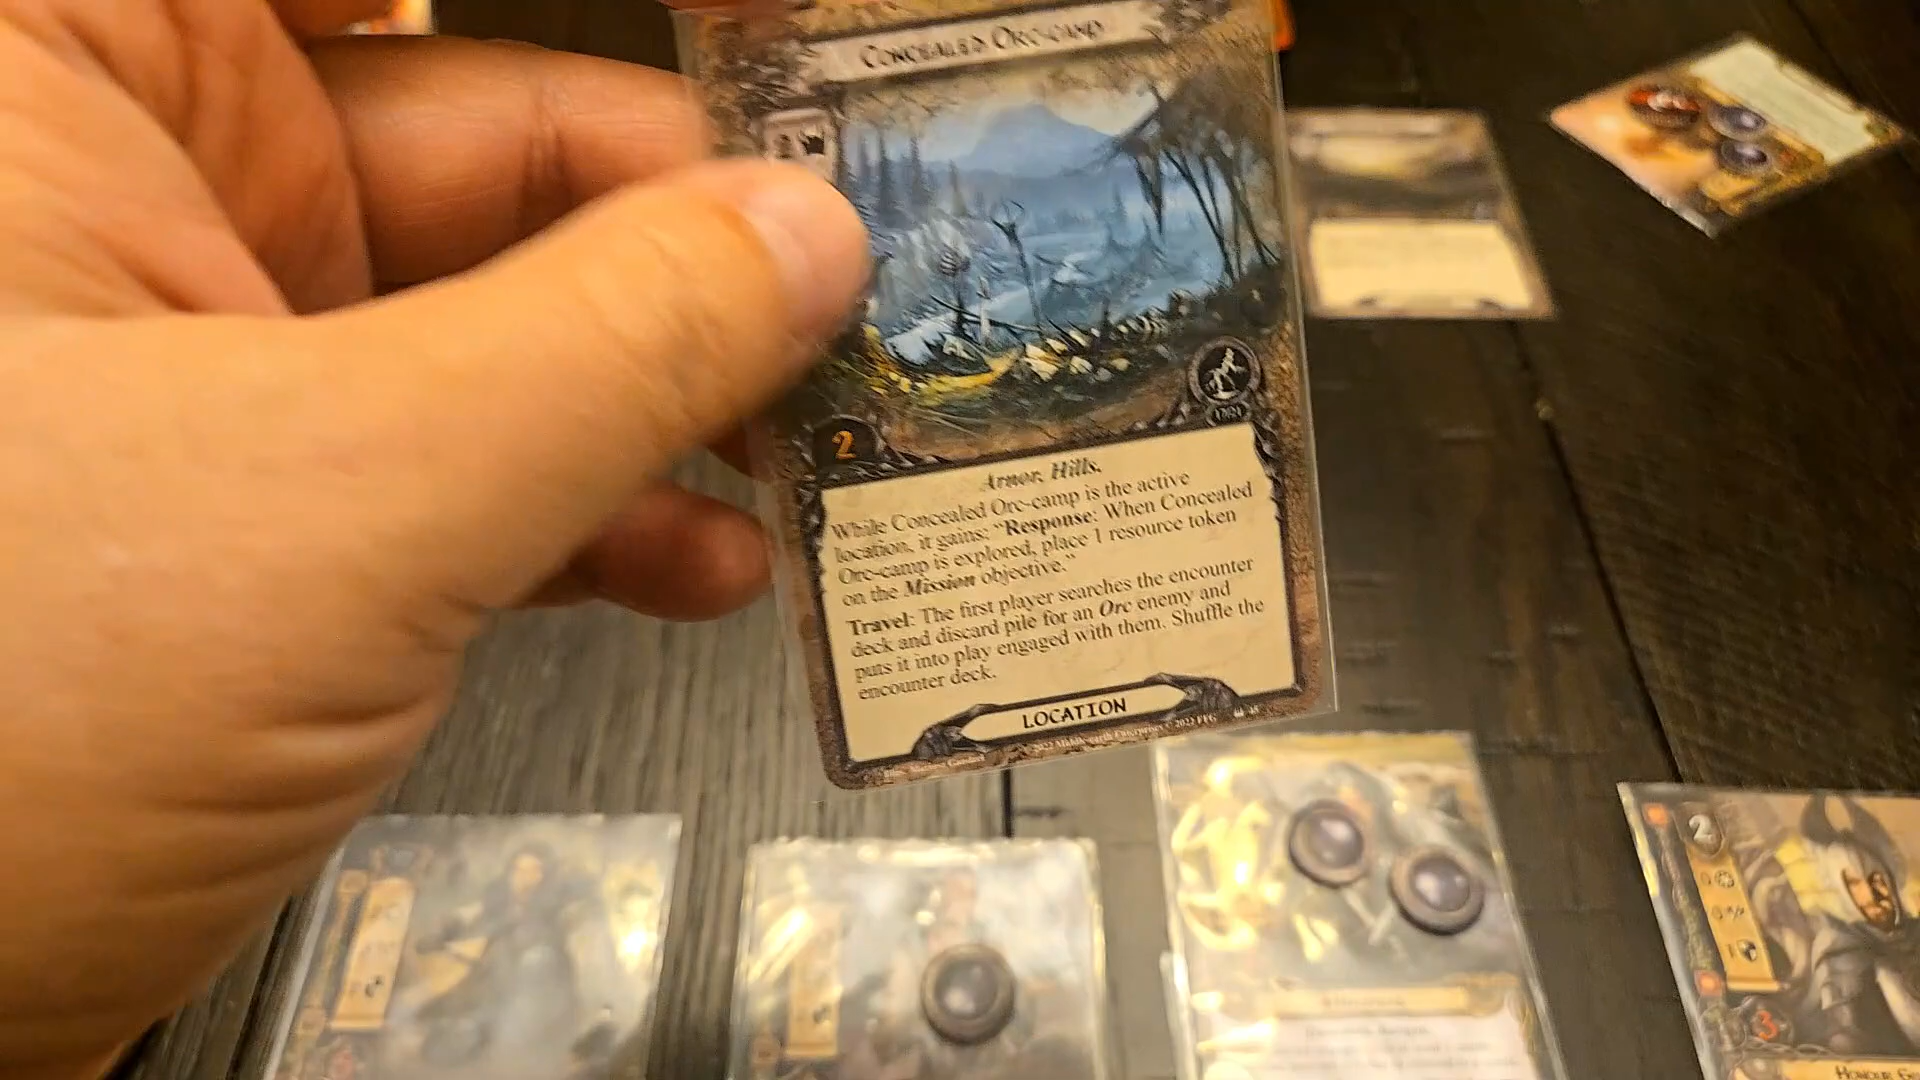 CONCEALED ORC-CAMP
2
Arnor. Hills.
While Concealed Orc-camp is the active
location, it gains: “Response: When Concealed
Orc-camp is explored, place 1 resource token
on the Mission objective.”
Travel: The first player searches the encounter
deck and discard pile for an Orc enemy and
puts it into play engaged with them. Shuffle the
encounter deck.
LOCATION
2
0
0
1
3